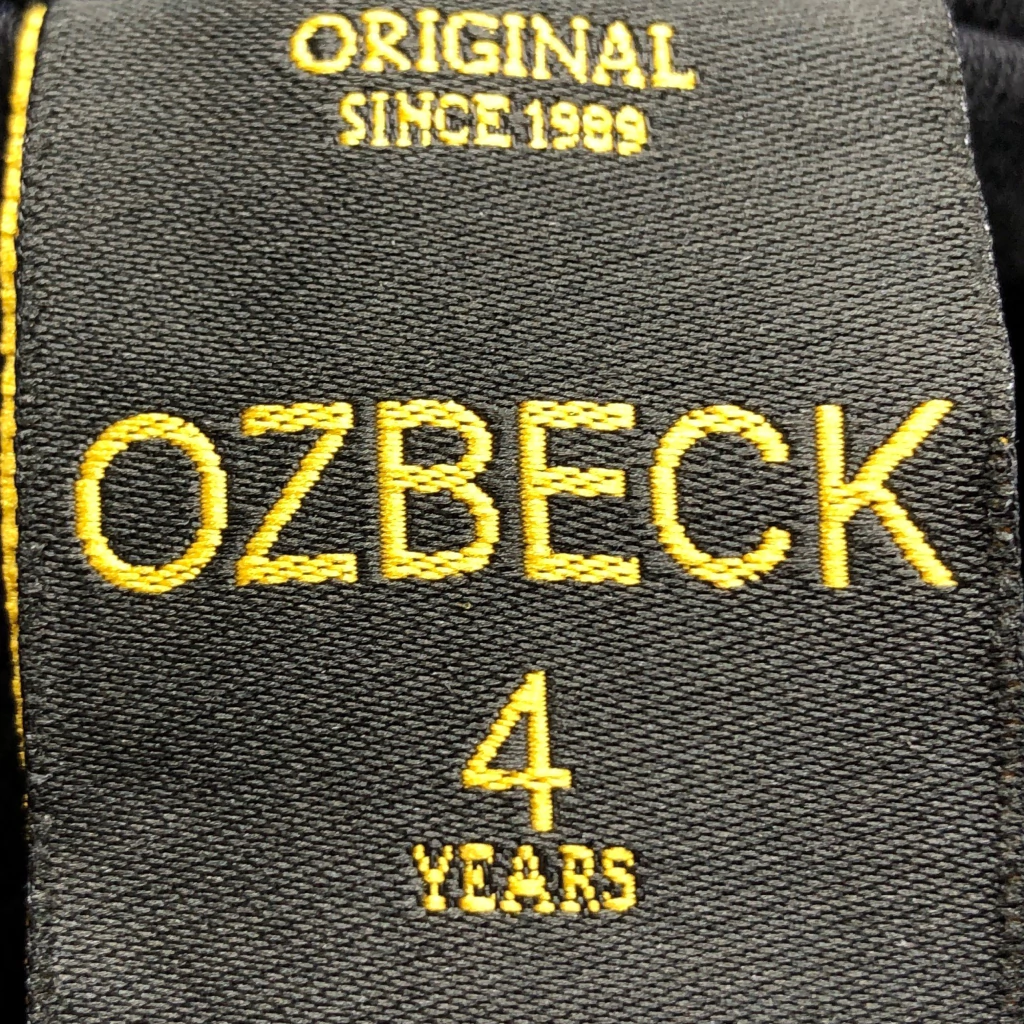 ORIGINAL
SINCE 1989
OZBECK
4
YEARS